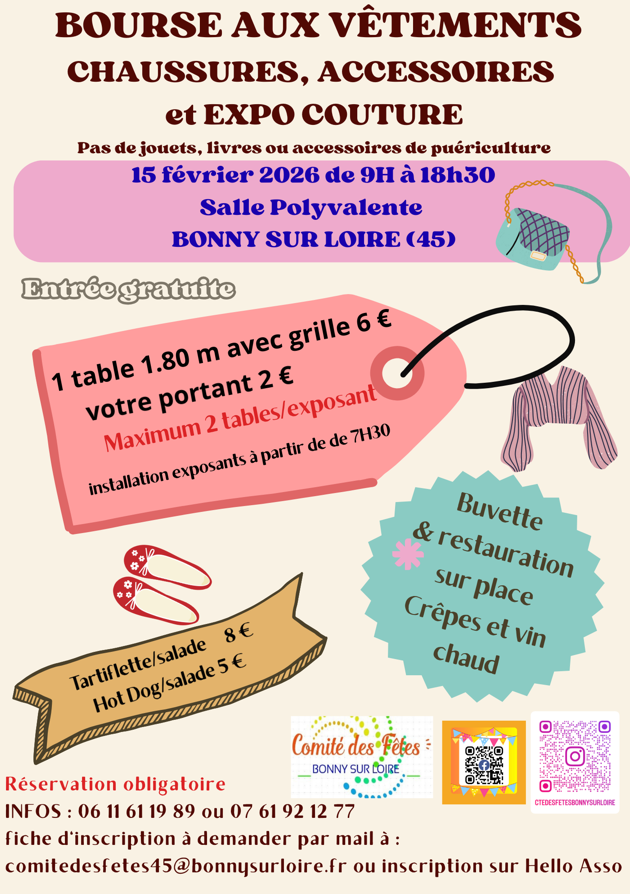 BOURSE AUX VÊTEMENTS
CHAUSSURES, ACCESSOIRES
et EXPO COUTURE
Pas de jouets, livres ou accessoires de puériculture
15 février 2026 de 9H à 18h30
Salle Polyvalente
BONNY SUR LOIRE (45)
Entrée gratuite
1 table 1.80 m avec grille 6 €
votre portant 2 €
Maximum 2 tables/exposant
installation exposants à partir de de 7H30
Buvette
& restauration
sur place
Crêpes et vin
chaud
Tartiflette/salade 8 €
Hot Dog/salade 5 €
Comité des Fêtes
BONNY SUR LOIRE
CTEDESFETESBONNYSURLOIRE
Réservation obligatoire
INFOS : 06 11 61 19 89 ou 07 61 92 12 77
fiche d'inscription à demander par mail à :
comitedesfetes45@bonnysurloire.fr ou inscription sur Hello Asso